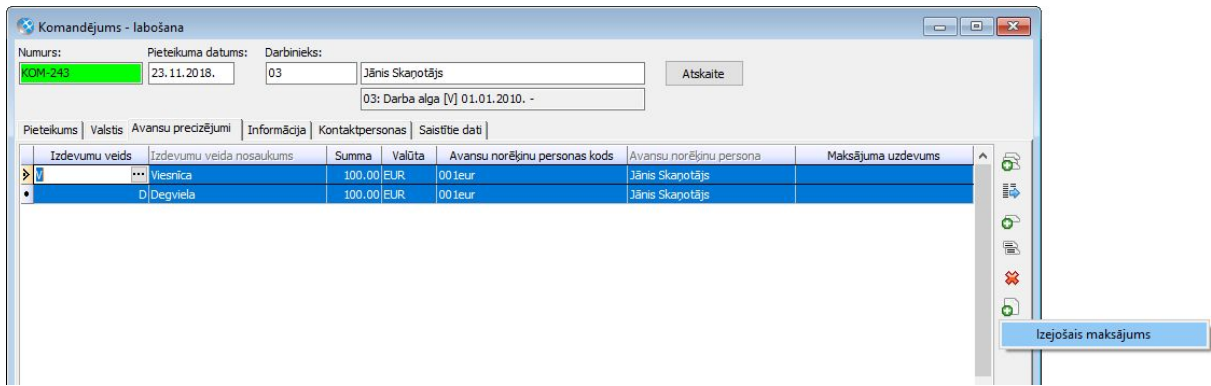 Komandējums - labošana
Numurs: Pieteikuma datums: Darbinieks:
KOM-243 23.11.2018. 03 Jānis Skaņotājs Atskaite
03: Darba alga [V] 01.01.2010. -
Pieteikums Valstis Avansu precizējumi Informācija Kontaktpersonas Saistītie dati
Izdevumu veids Izdevumu veida nosaukums Summa Valūta Avansu norēķinu personas kods Avansu norēķinu persona Maksājuma uzdevums
V ... Viesnīca 100.00 EUR 001eur Jānis Skaņotājs
D Degviela 100.00 EUR 001eur Jānis Skaņotājs
Izejošais maksājums